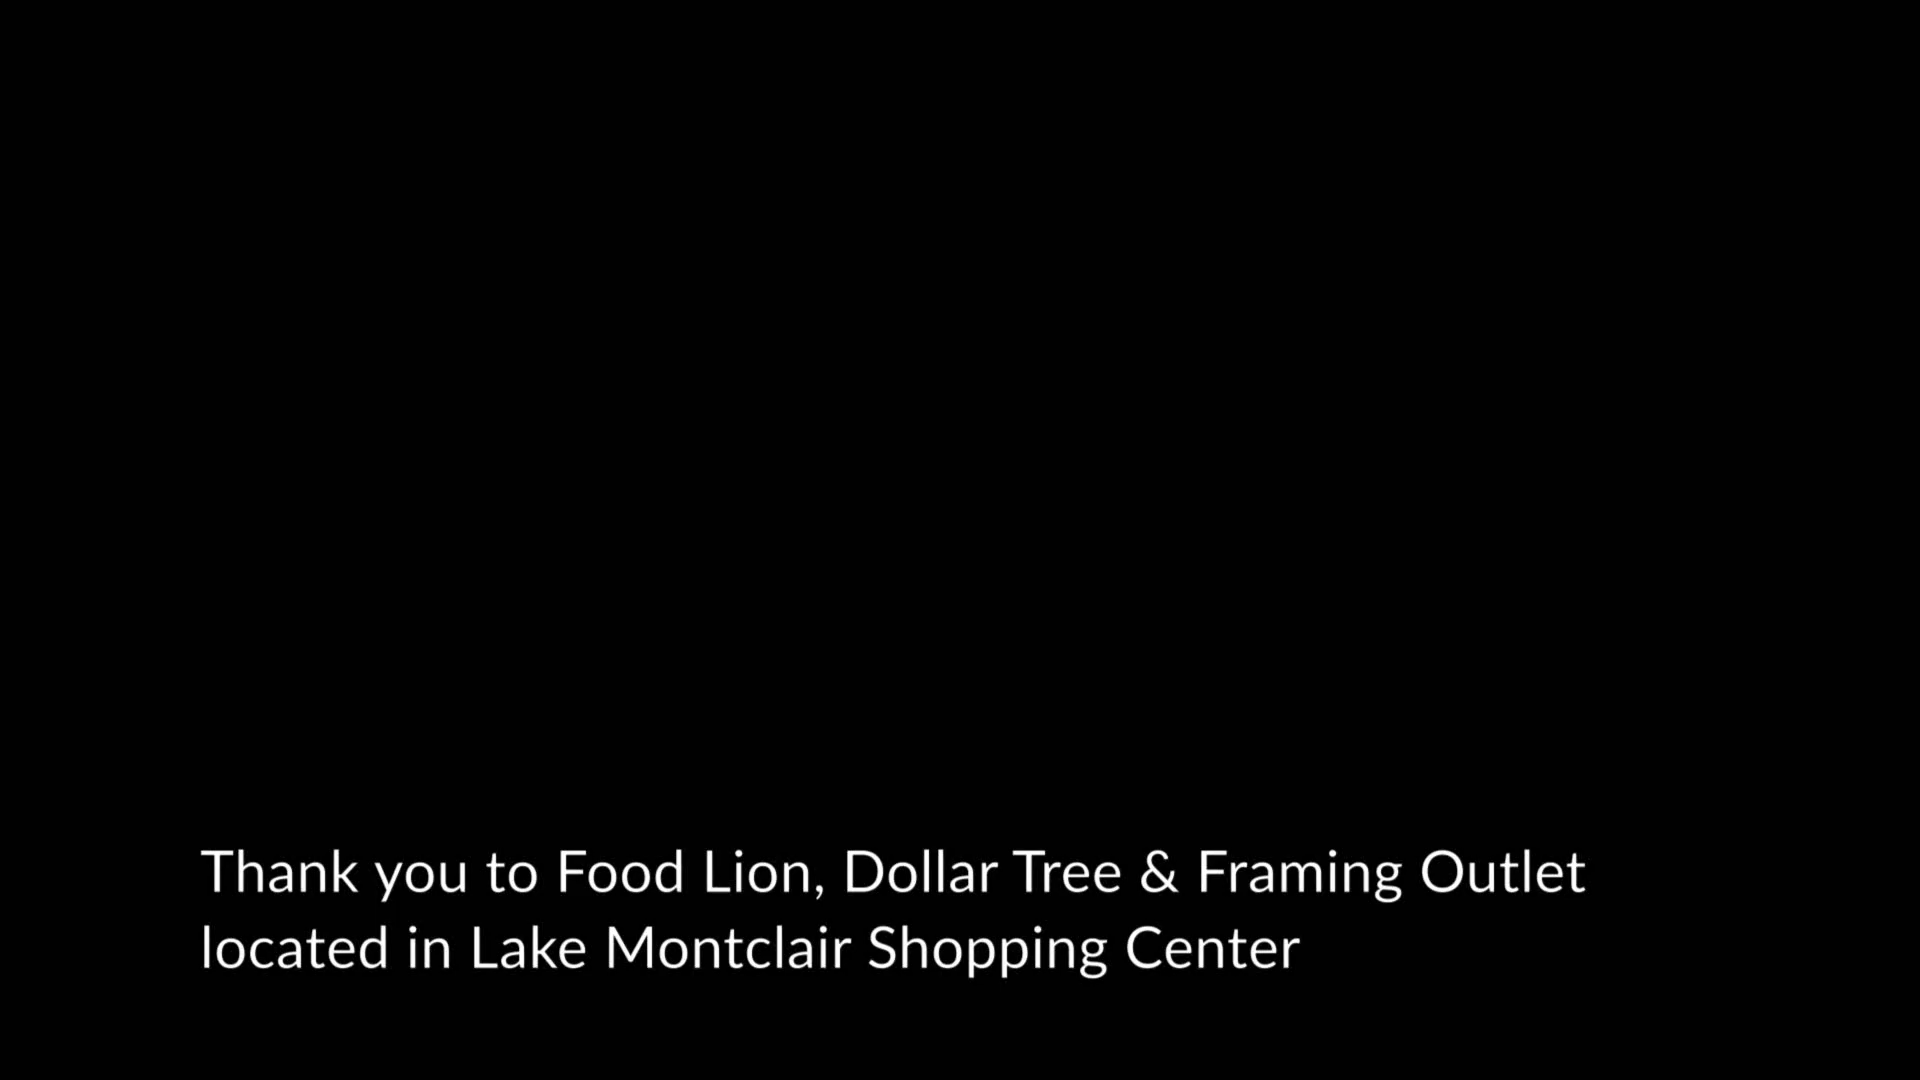 Thank you to Food Lion, Dollar Tree & Framing Outlet
located in Lake Montclair Shopping Center